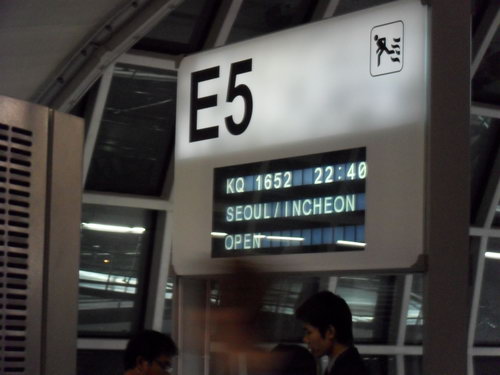 E5
KQ 1652 22:40
SEOUL/INCHEON
OPEN